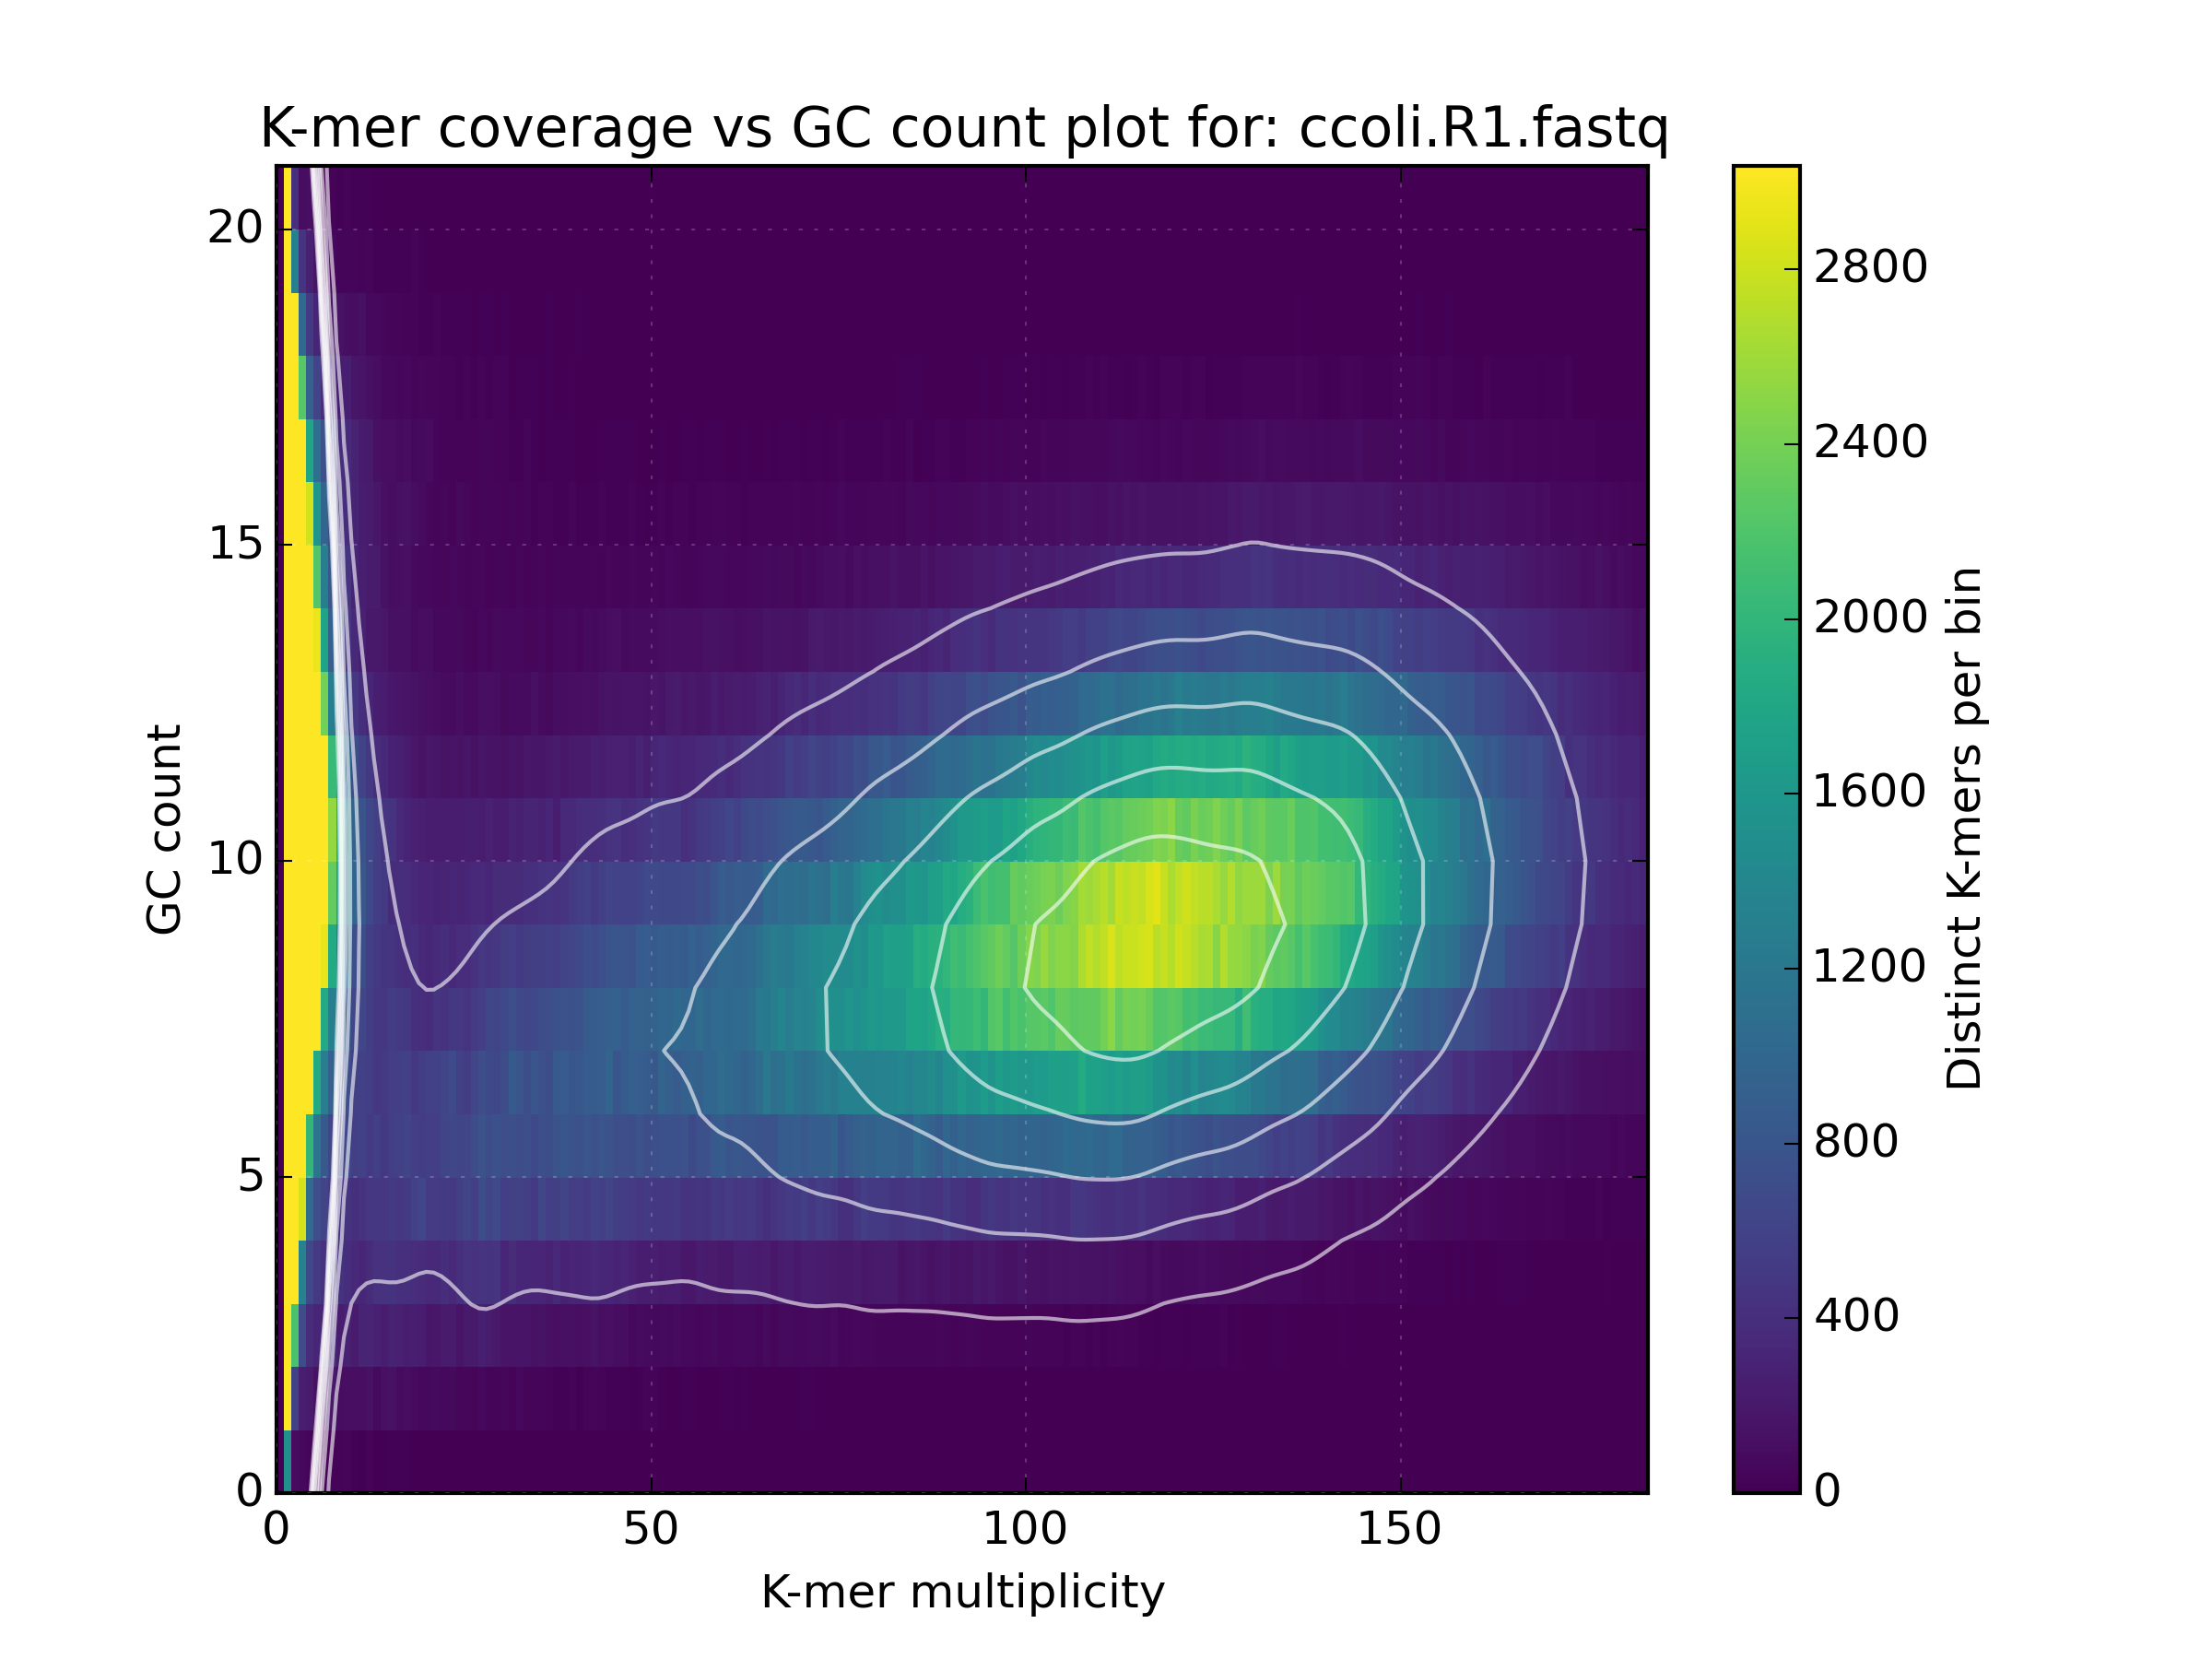 K-mer coverage vs GC count plot for: ccoli.R1.fastq
GC count
20
15
10
5
0
0 50 100 150
K-mer multiplicity
2800
2400
2000
1600
1200
800
400
0
Distinct K-mers per bin